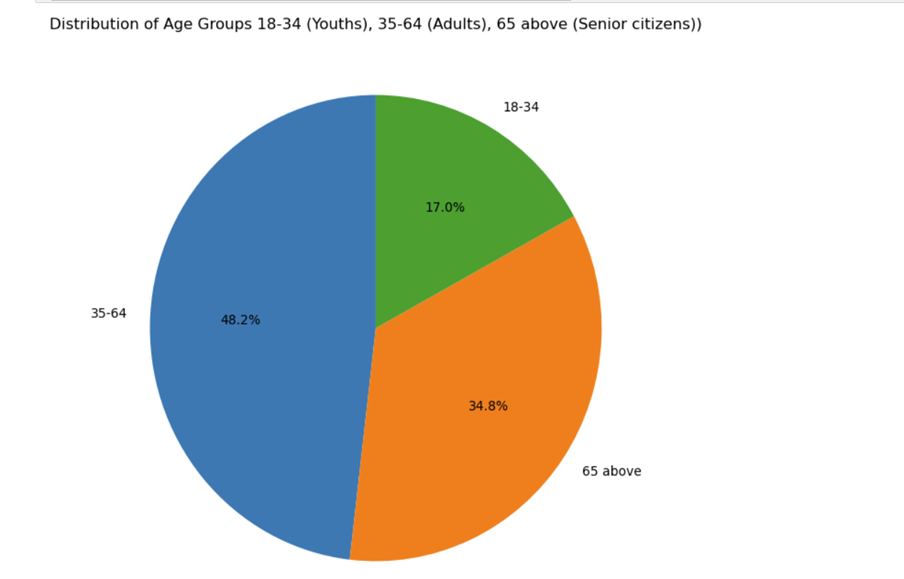 Distribution of Age Groups 18-34 (Youths), 35-64 (Adults), 65 above (Senior citizens))
18-34
17.0%
35-64
48.2%
34.8%
65 above